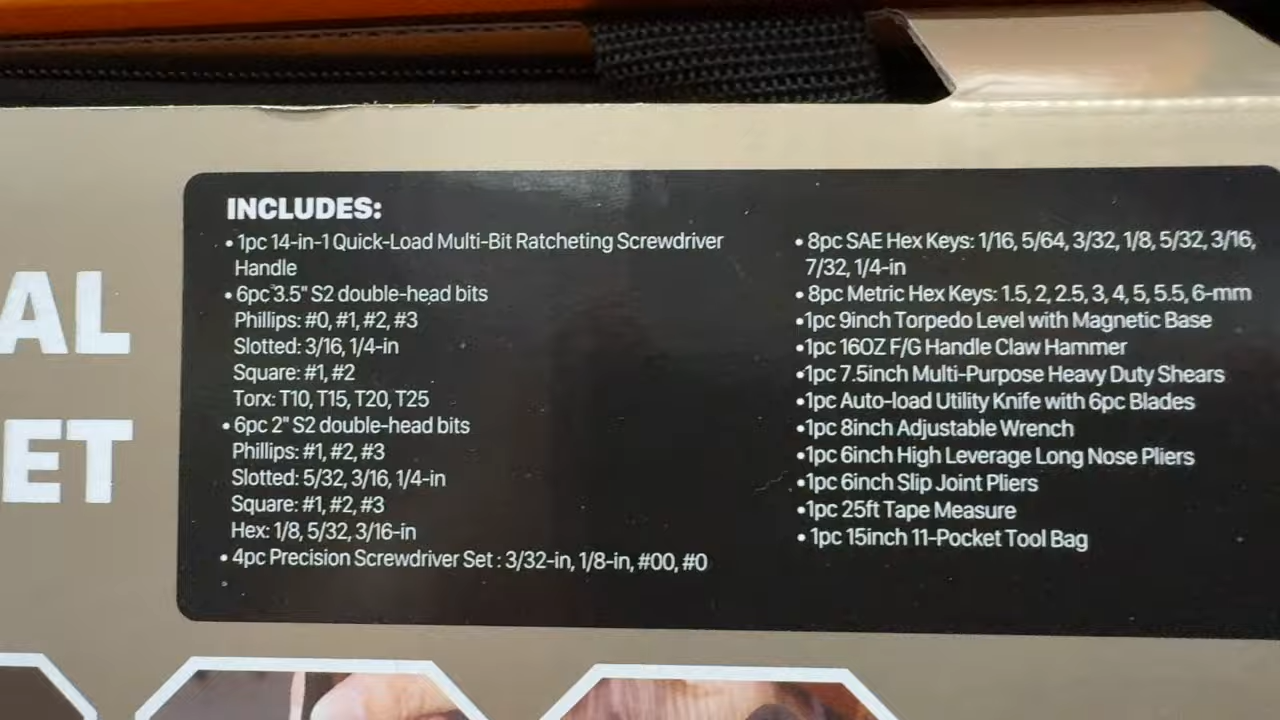 AL
ET
INCLUDES:
• 1pc 14-in-1 Quick-Load Multi-Bit Ratcheting Screwdriver
Handle
• 6pc 3.5" S2 double-head bits
Phillips: #0, #1, #2, #3
Slotted: 3/16, 1/4-in
Square: #1, #2
Torx: T10, T15, T20, T25
• 6pc 2" S2 double-head bits
Phillips: #1, #2, #3
Slotted: 5/32, 3/16, 1/4-in
Square: #1, #2, #3
Hex: 1/8, 5/32, 3/16-in
• 4pc Precision Screwdriver Set : 3/32-in, 1/8-in, #00, #0
• 8pc SAE Hex Keys: 1/16, 5/64, 3/32, 1/8, 5/32, 3/16,
7/32, 1/4-in
• 8pc Metric Hex Keys: 1.5, 2, 2.5, 3, 4, 5, 5.5, 6-mm
•1pc 9inch Torpedo Level with Magnetic Base
•1pc 16OZ F/G Handle Claw Hammer
•1pc 7.5inch Multi-Purpose Heavy Duty Shears
•1pc Auto-load Utility Knife with 6pc Blades
•1pc 8inch Adjustable Wrench
•1pc 6inch High Leverage Long Nose Pliers
•1pc 6inch Slip Joint Pliers
•1pc 25ft Tape Measure
• 1pc 15inch 11-Pocket Tool Bag